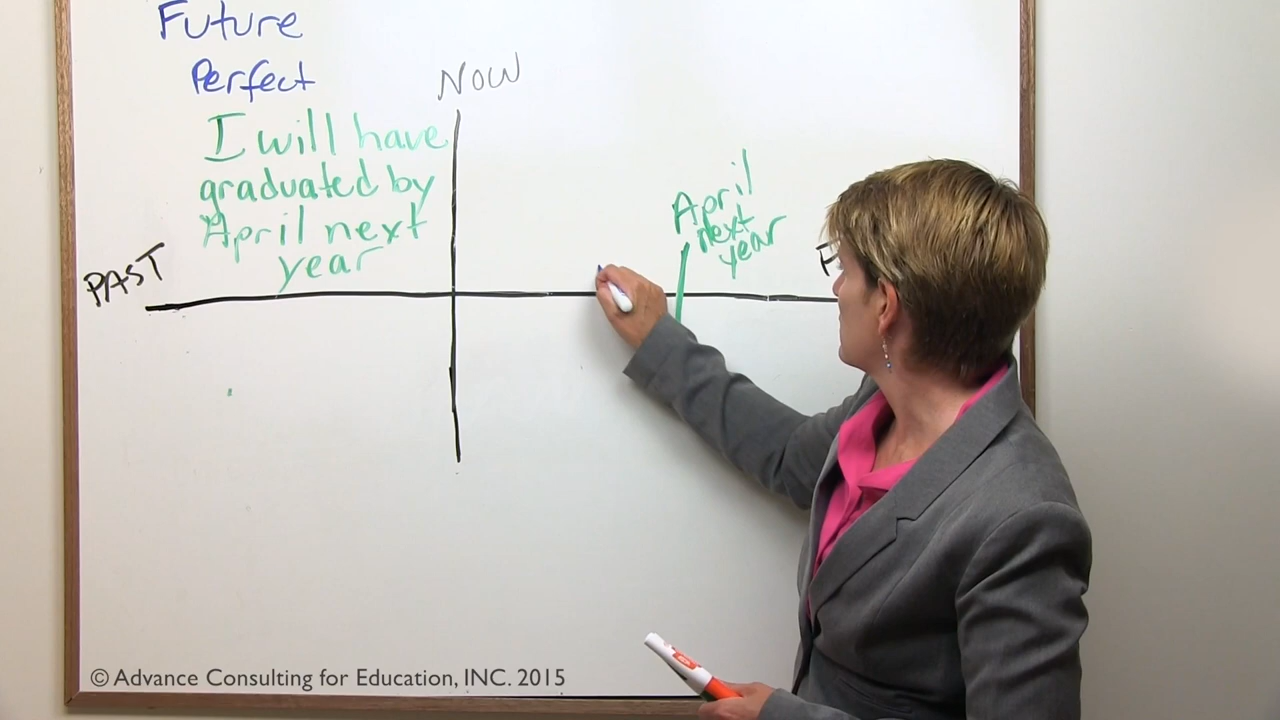 Future
Perfect
NOW
I will have
graduated by
April next
year
April
next
year
PAST
F
© Advance Consulting for Education, INC. 2015